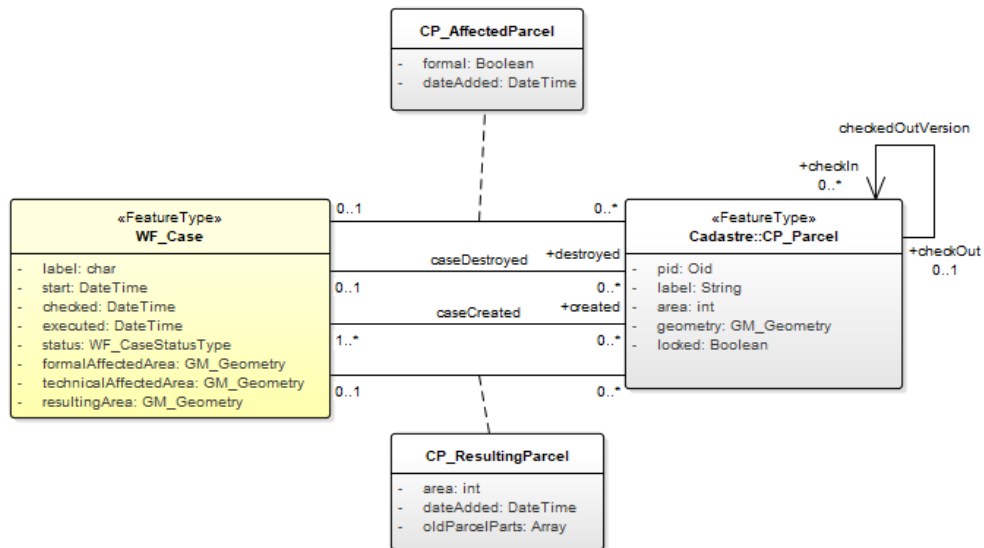 CP_AffectedParcel
- formal: Boolean
- dateAdded: DateTime
checkedOutVersion
+checkIn
0..*
0..1
0..*
«FeatureType»
WF_Case
- label: char
- start: DateTime
- checked: DateTime
- executed: DateTime
- status: WF_CaseStatusType
- formalAffectedArea: GM_Geometry
- technicalAffectedArea: GM_Geometry
- resultingArea: GM_Geometry
caseDestroyed
+destroyed
0..1
0..*
caseCreated
+created
1..*
0..*
0..1
0..*
«FeatureType»
Cadastre::CP_Parcel
- pid: Oid
- label: String
- area: int
- geometry: GM_Geometry
- locked: Boolean
+checkOut
0..1
CP_ResultingParcel
- area: int
- dateAdded: DateTime
- oldParcelParts: Array